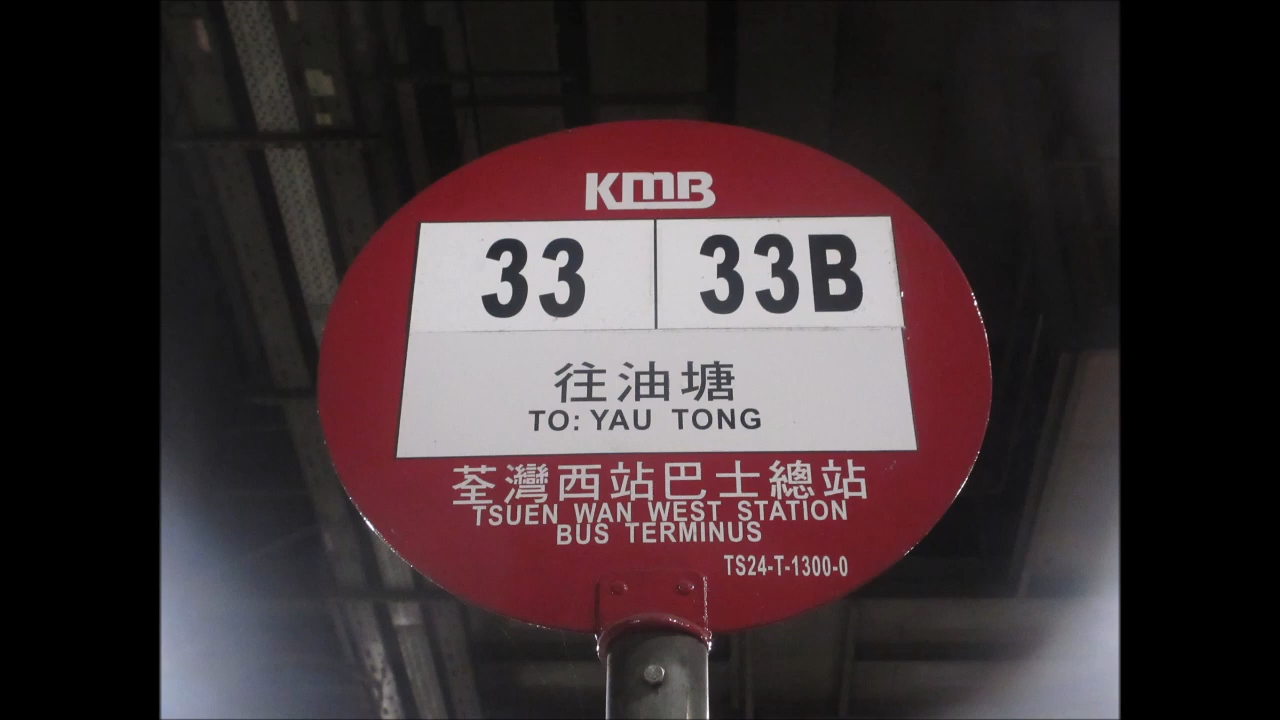 KMB
33 33B
往油塘
TO: YAU TONG
荃灣西站巴士總站
TSUEN WAN WEST STATION
BUS TERMINUS
TS24-T-1300-0